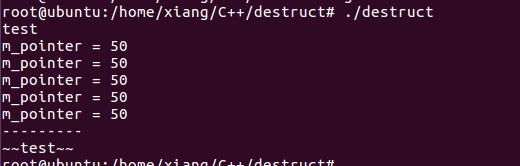 root@ubuntu:/home/xiang/C++/destruct# ./destruct
test
m_pointer = 50
m_pointer = 50
m_pointer = 50
m_pointer = 50
m_pointer = 50
---------
~~test~~
root@ubuntu:/home/xiang/C++/destruct#